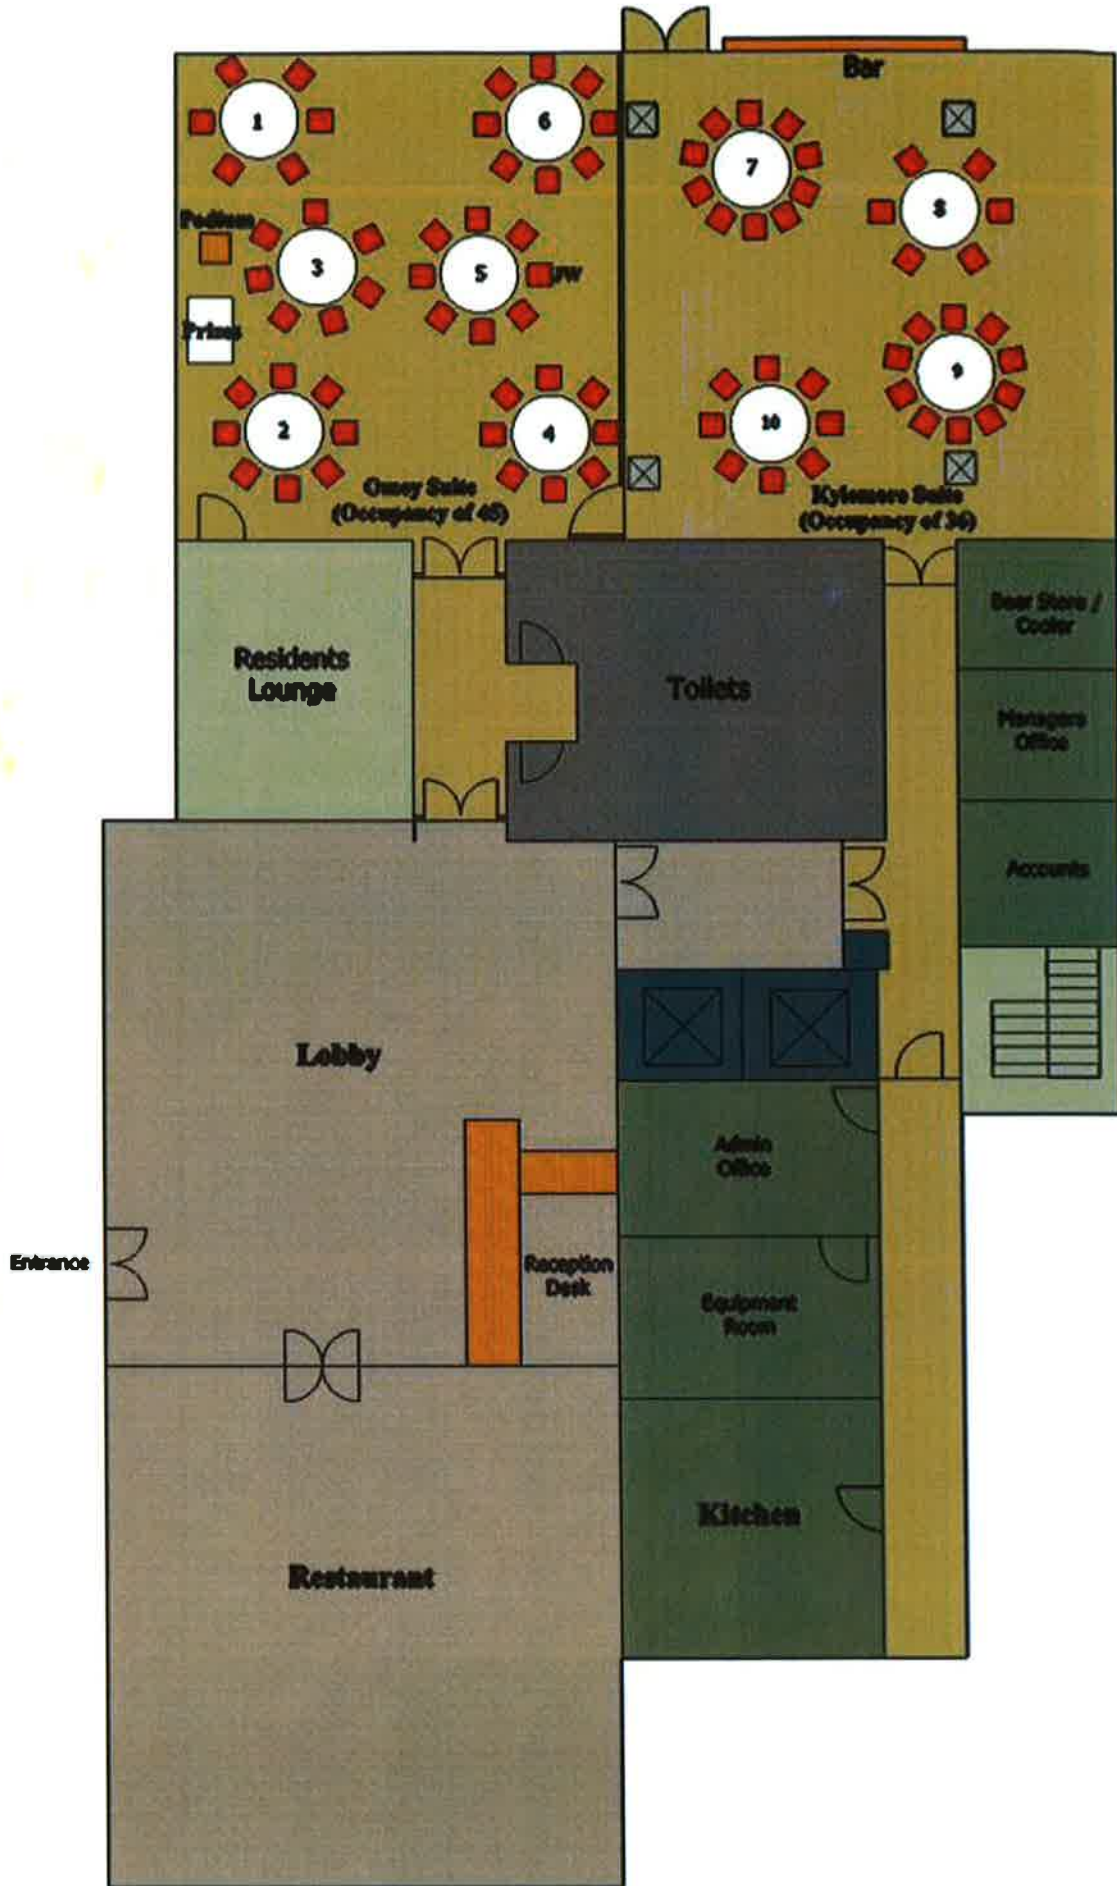 Bar
1
6
7
8
Podium
3
5
JW
Prizes
2
4
10
9
Omey Suite
(Occupancy of 45)
Kylemore Suite
(Occupancy of 36)
Residents
Lounge
Toilets
Beer Store /
Cooler
Managers
Office
Accounts
Lobby
Admin
Office
Entrance
Reception
Desk
Equipment
Room
Kitchen
Restaurant